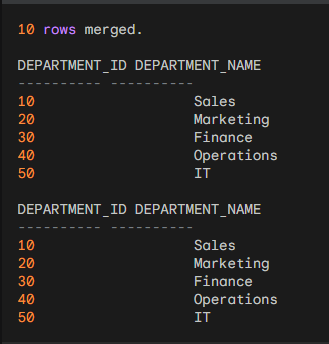 10 rows merged.
DEPARTMENT_ID DEPARTMENT_NAME
---------- ----------
10 Sales
20 Marketing
30 Finance
40 Operations
50 IT
DEPARTMENT_ID DEPARTMENT_NAME
---------- ----------
10 Sales
20 Marketing
30 Finance
40 Operations
50 IT